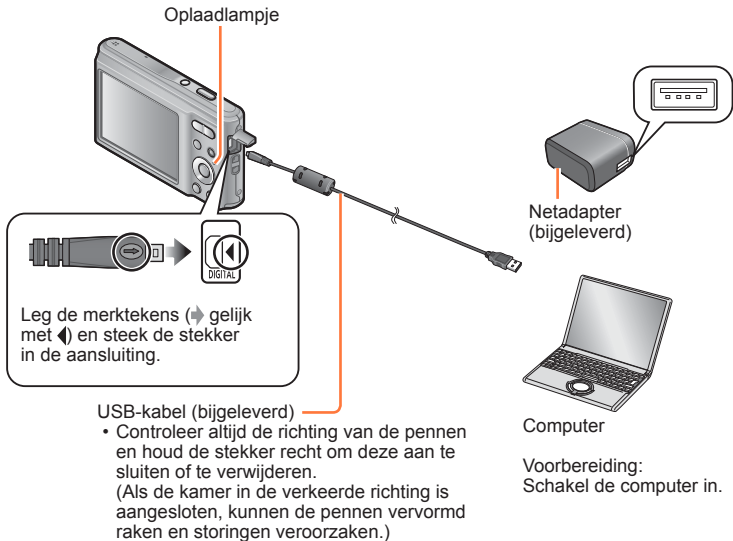 Oplaadlampje
DIGITAL
Leg de merktekens (➡ gelijk
met ◀) en steek de stekker
in de aansluiting.
Netadapter
(bijgeleverd)
USB-kabel (bijgeleverd)
• Controleer altijd de richting van de pennen
en houd de stekker recht om deze aan te
sluiten of te verwijderen.
(Als de kamer in de verkeerde richting is
aangesloten, kunnen de pennen vervormd
raken en storingen veroorzaken.)
Computer
Voorbereiding:
Schakel de computer in.